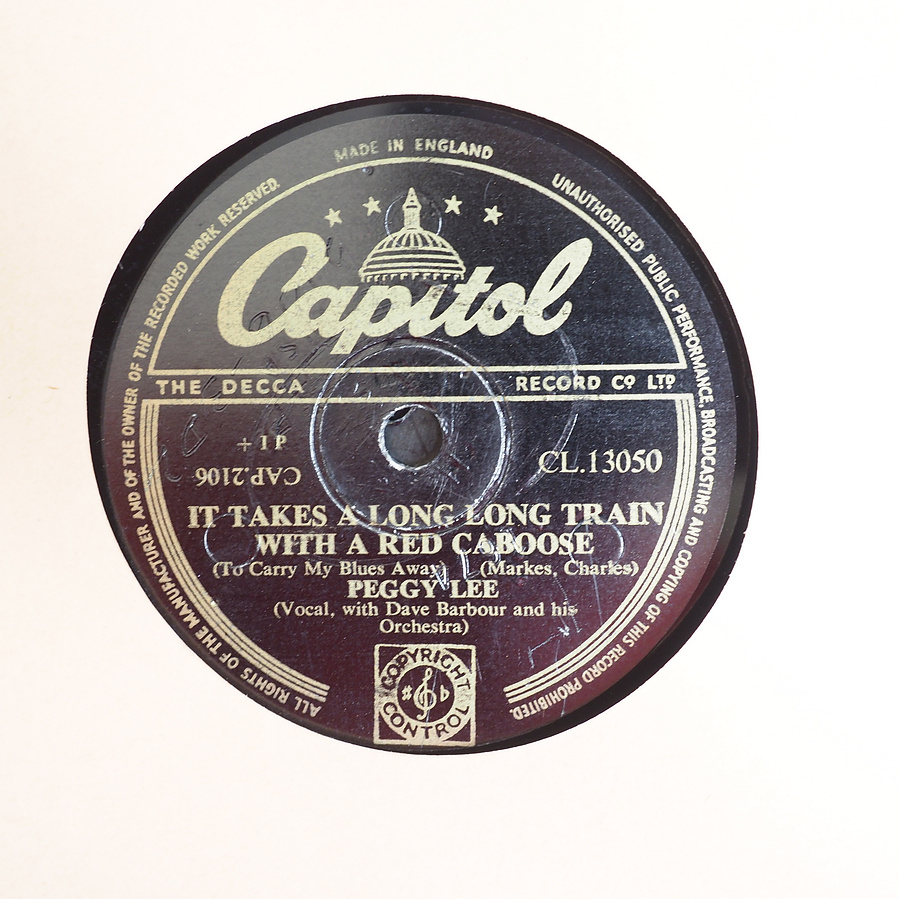 MADE IN ENGLAND
UNAUTHORISED PUBLIC PERFORMANCE, BROADCASTING AND COPYING OF THIS RECORD PROHIBITED.
ALL RIGHTS OF THE MANUFACTURER AND OF THE OWNER OF THE RECORDED WORK RESERVED.
Capitol
THE DECCA RECORD Cº LTD
CAP.2106
CL.13050
IT TAKES A LONG LONG TRAIN
WITH A RED CABOOSE
(To Carry My Blues Away) (Markes, Charles)
PEGGY LEE
(Vocal, with Dave Barbour and his
Orchestra)
COPYRIGHT
CONTROL